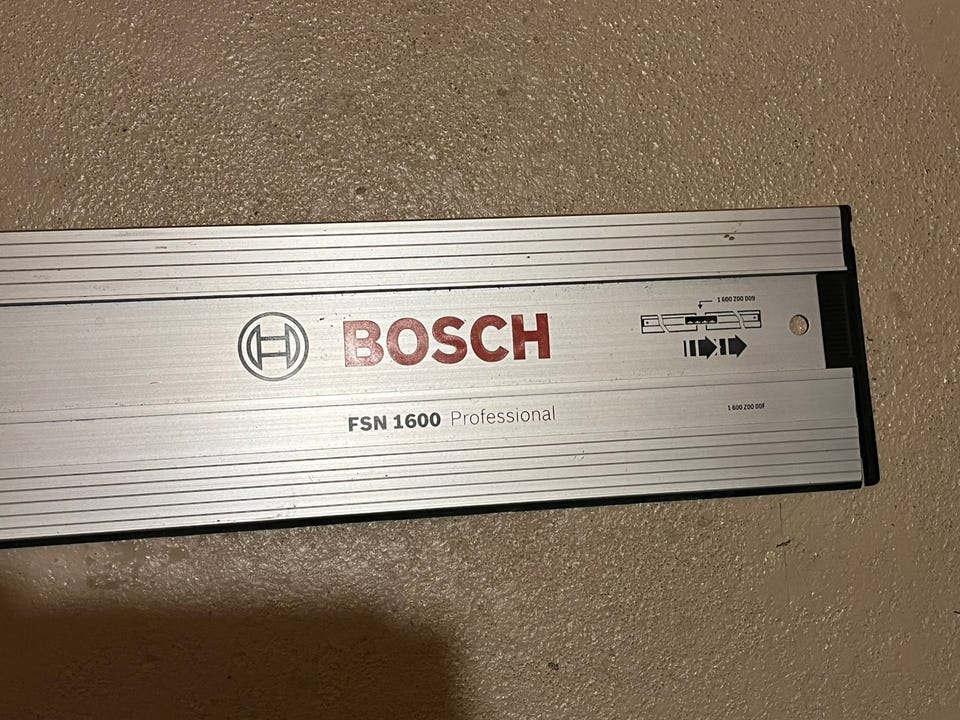 1 600 Z00 009
BOSCH
FSN 1600 Professional
1 600 Z00 00F